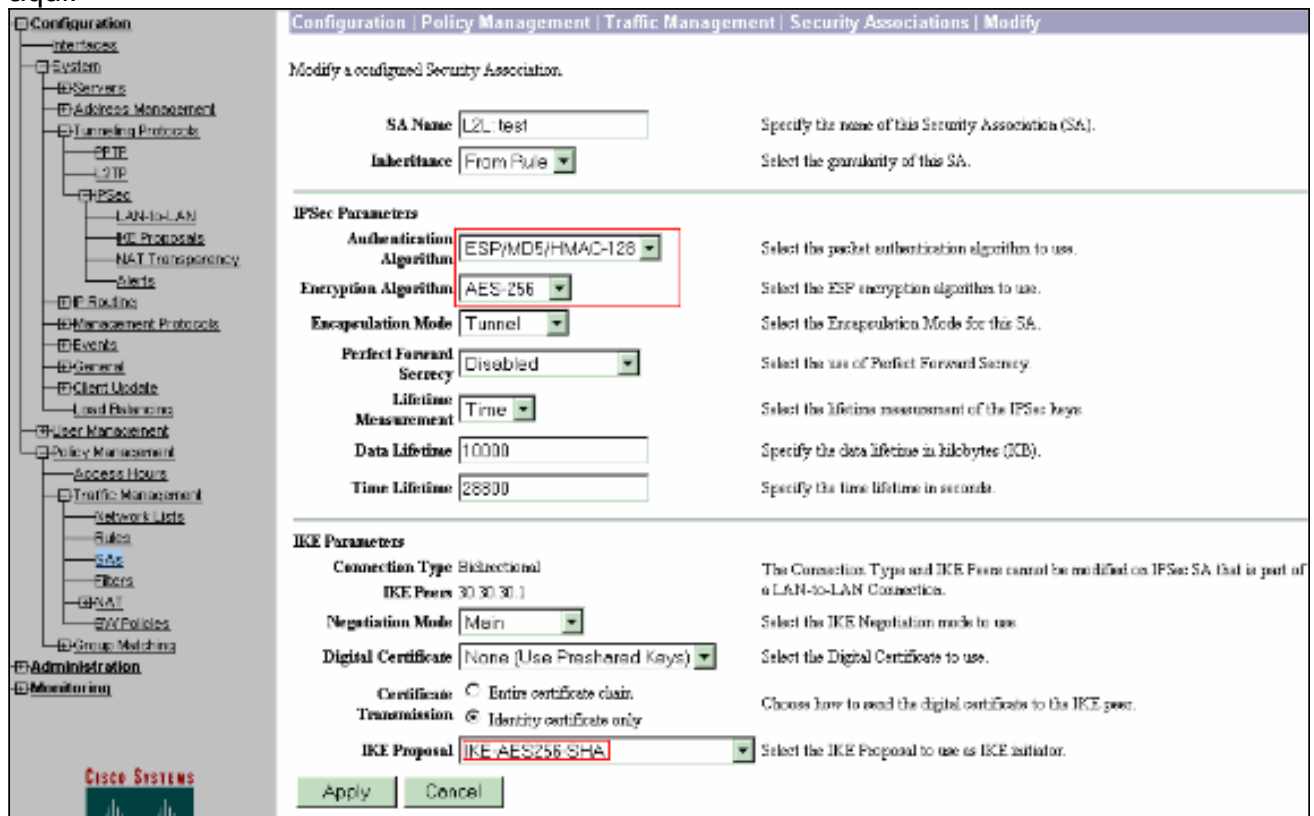 Configuration
Interfaces
System
Servers
Address Management
Tunneling Protocols
PPTP
L2TP
IPSec
LAN-to-LAN
IKE Proposals
NAT Transparency
Alerts
IP Routing
Management Protocols
Events
General
Client Update
Load Balancing
User Management
Policy Management
Access Hours
Traffic Management
Network Lists
Rules
SAs
Filters
NAT
BW Policies
Group Matching
Administration
Monitoring
CISCO SYSTEMS
Configuration | Policy Management | Traffic Management | Security Associations | Modify
Modify a configured Security Association.
SA Name L2L: test Specify the name of this Security Association (SA).
Inheritance From Rule Select the granularity of this SA.
IPSec Parameters
Authentication Algorithm ESP/MD5/HMAC-128 Select the packet authentication algorithm to use.
Encryption Algorithm AES-256 Select the ESP encryption algorithm to use.
Encapsulation Mode Tunnel Select the Encapsulation Mode for this SA.
Perfect Forward Secrecy Disabled Select the use of Perfect Forward Secrecy.
Lifetime Measurement Time Select the lifetime measurement of the IPSec keys.
Data Lifetime 10000 Specify the data lifetime in kilobytes (KB).
Time Lifetime 28800 Specify the time lifetime in seconds.
IKE Parameters
Connection Type Bidirectional The Connection Type and IKE Peers cannot be modified on IPSec SA that is part of
IKE Peers 30.30.30.1 a LAN-to-LAN Connection.
Negotiation Mode Main Select the IKE Negotiation mode to use.
Digital Certificate None (Use Preshared Keys) Select the Digital Certificate to use.
Certificate Transmission Entire certificate chain
Identity certificate only Choose how to send the digital certificate to the IKE peer.
IKE Proposal IKE-AES256-SHA Select the IKE Proposal to use as IKE initiator.
Apply Cancel